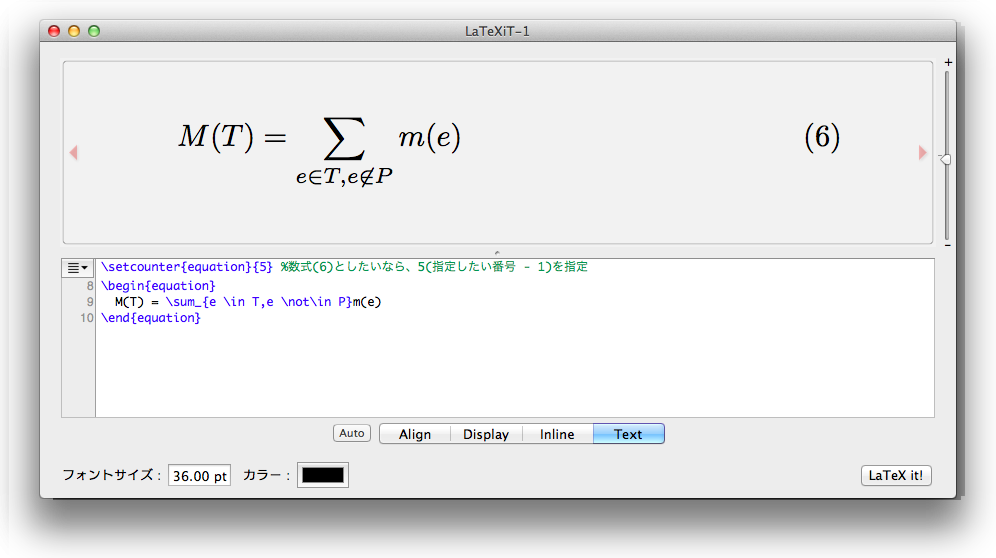 LaTeXiT-1
+
M(T) = ∑ m(e) (6)
e∈T,e∉P
−
\setcounter{equation}{5} %数式(6)としたいなら、5(指定したい番号 - 1)を指定
8 \begin{equation}
9 M(T) = \sum_{e \in T,e \not\in P}m(e)
10 \end{equation}
Auto Align Display Inline Text
フォントサイズ： 36.00 pt カラー： LaTeX it!